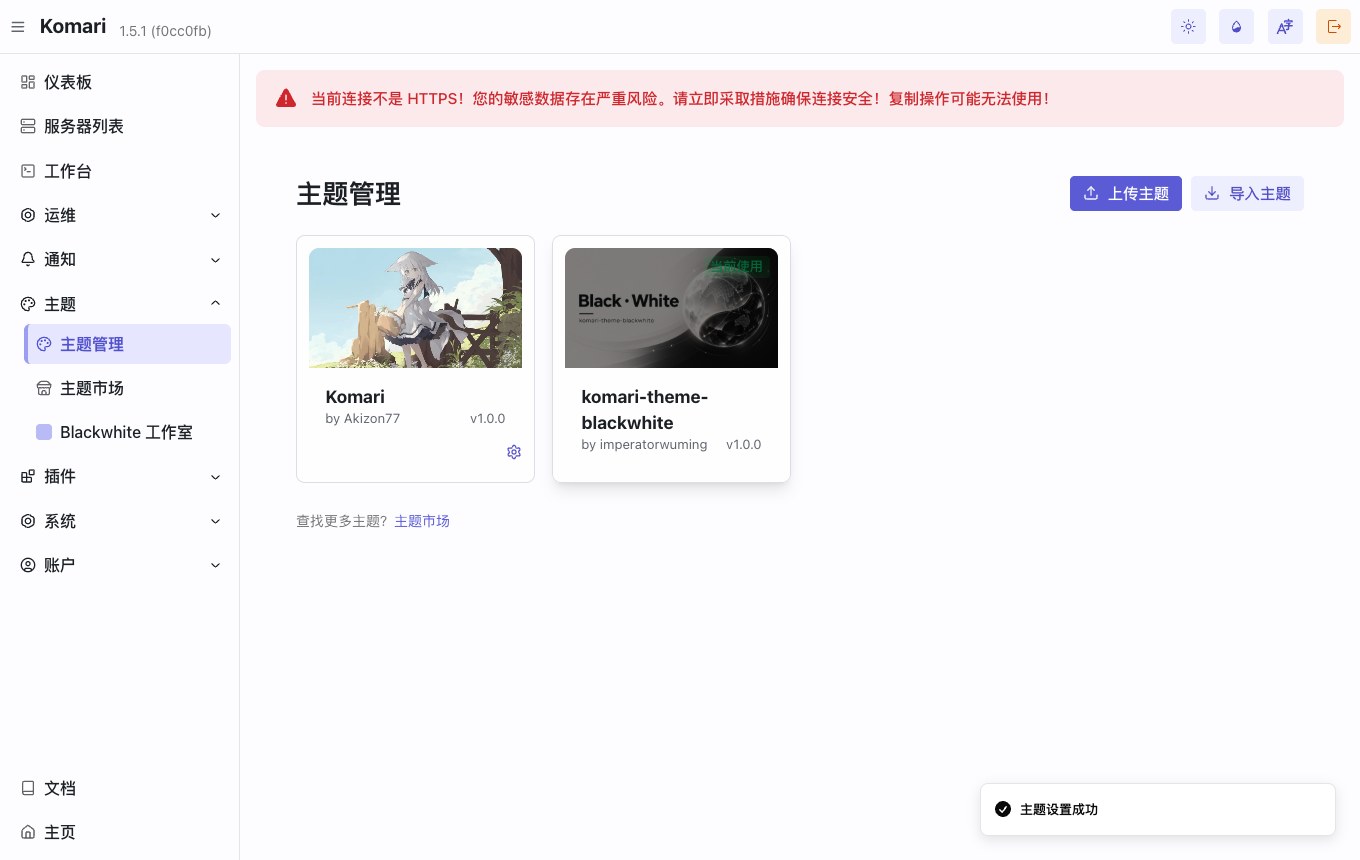 Komari 1.5.1 (f0cc0fb)
仪表板
服务器列表
工作台
运维
通知
主题
主题管理
主题市场
Blackwhite 工作室
插件
系统
账户
文档
主页
当前连接不是 HTTPS！您的敏感数据存在严重风险。请立即采取措施确保连接安全！复制操作可能无法使用！
主题管理
上传主题
导入主题
Komari
by Akizon77 v1.0.0
当前使用
Black·White
komari-theme-blackwhite
komari-theme-
blackwhite
by imperatorwuming v1.0.0
查找更多主题？ 主题市场
主题设置成功